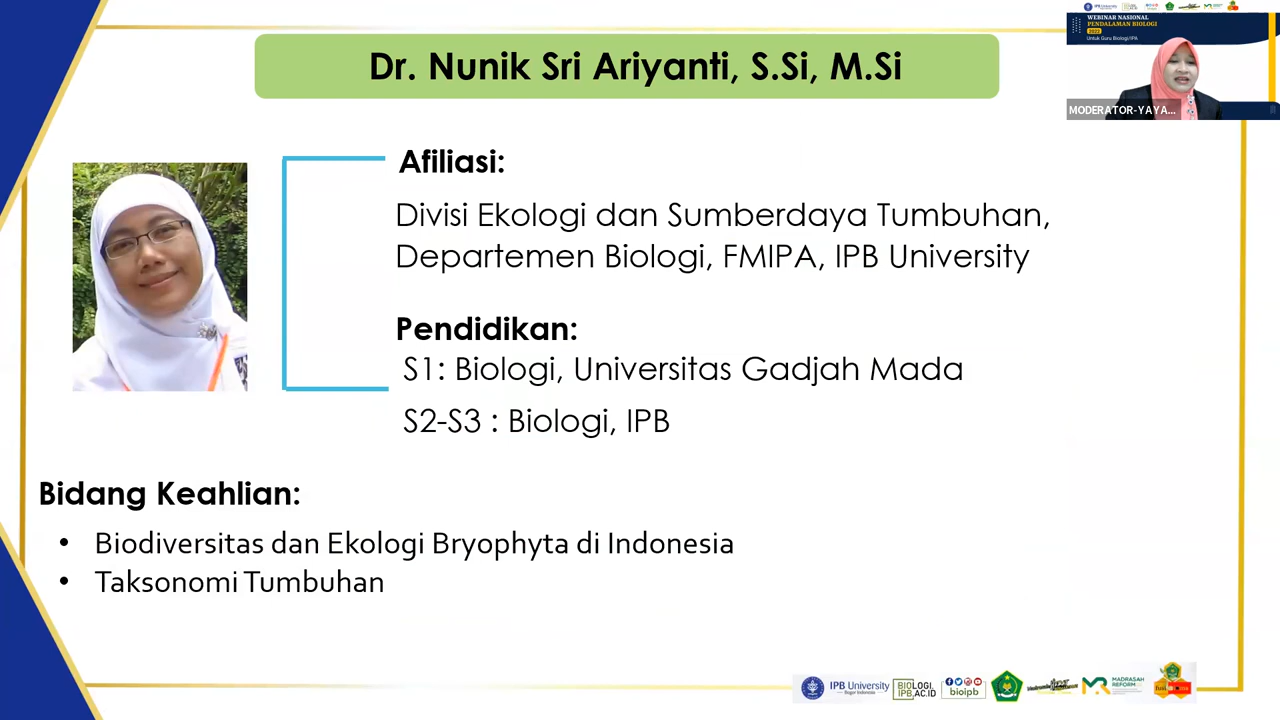 Dr. Nunik Sri Ariyanti, S.Si, M.Si
IPB University
WEBINAR NASIONAL
PENDALAMAN BIOLOGI
2022
Untuk Guru Biologi/IPA
MODERATOR-YAYA...
Afiliasi:
Divisi Ekologi dan Sumberdaya Tumbuhan,
Departemen Biologi, FMIPA, IPB University
Pendidikan:
S1: Biologi, Universitas Gadjah Mada
S2-S3 : Biologi, IPB
Bidang Keahlian:
• Biodiversitas dan Ekologi Bryophyta di Indonesia
• Taksonomi Tumbuhan
IPB University
Bogor Indonesia
BIOLOGI.
IPB.AC.ID
bioipb
MADRASAH
REFORM